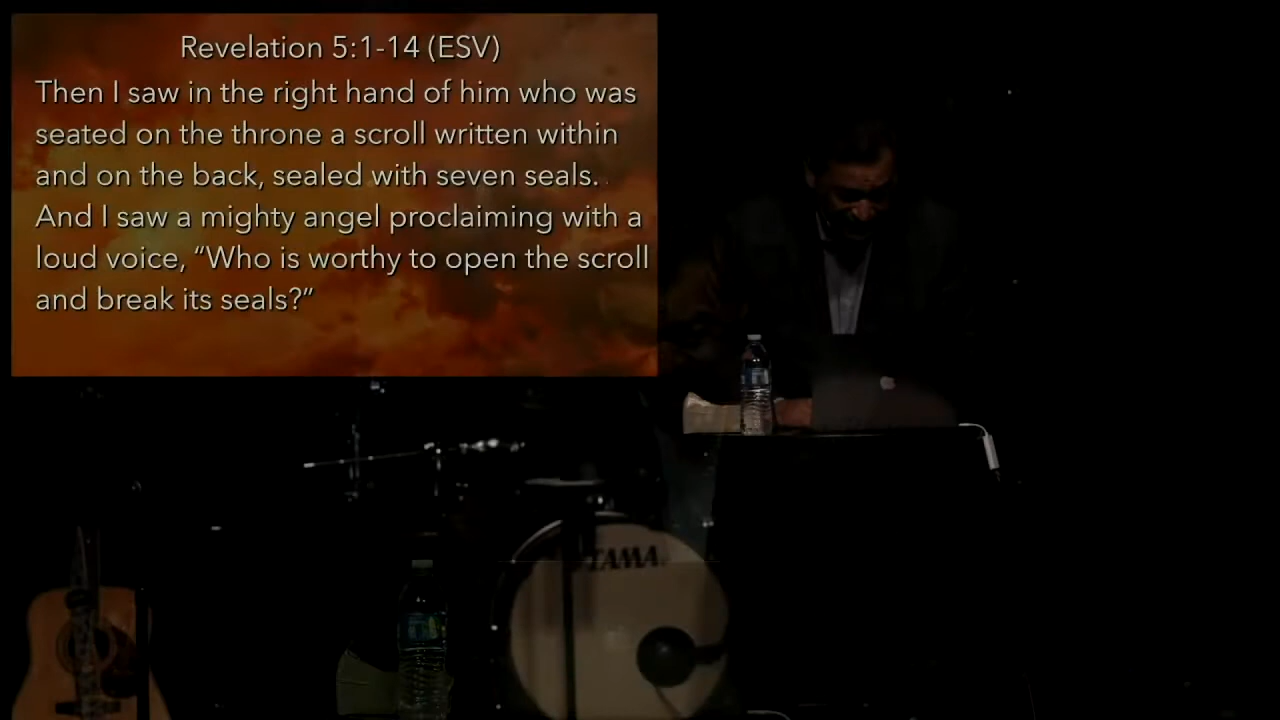 Revelation 5:1-14 (ESV)
Then I saw in the right hand of him who was
seated on the throne a scroll written within
and on the back, sealed with seven seals.
And I saw a mighty angel proclaiming with a
loud voice, “Who is worthy to open the scroll
and break its seals?”
TAMA